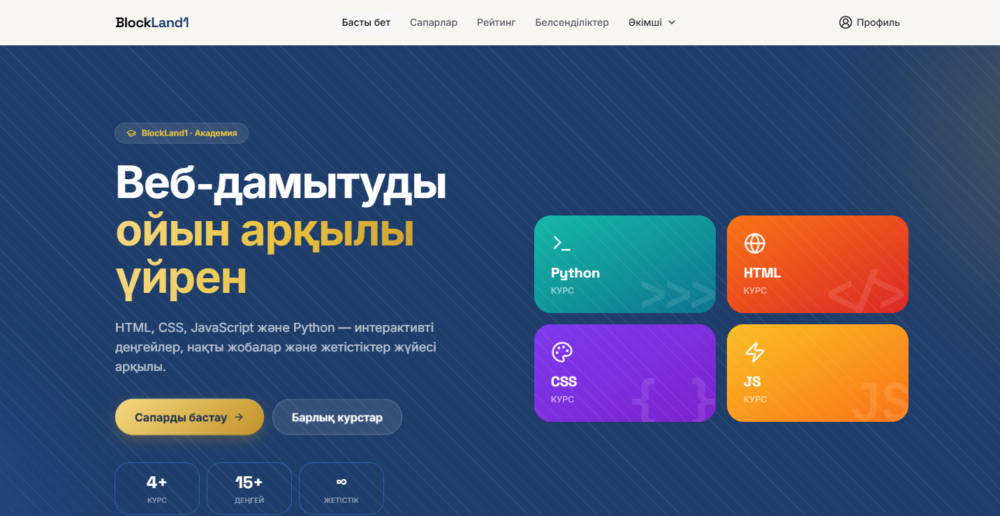 BlockLand1
Басты бет
Сапарлар
Рейтинг
Белсенділіктер
Әкімші
Профиль
BlockLand1 · Академия
Веб-дамытуды
ойын арқылы
үйрен
HTML, CSS, JavaScript және Python — интерактивті
деңгейлер, нақты жобалар және жетістіктер жүйесі
арқылы.
Сапарды бастау →
Барлық курстар
4+
КУРС
15+
ДЕҢГЕЙ
∞
ЖЕТІСТІК
Python
КУРС
>>>
HTML
КУРС
</>
CSS
КУРС
{ }
JS
КУРС
JS